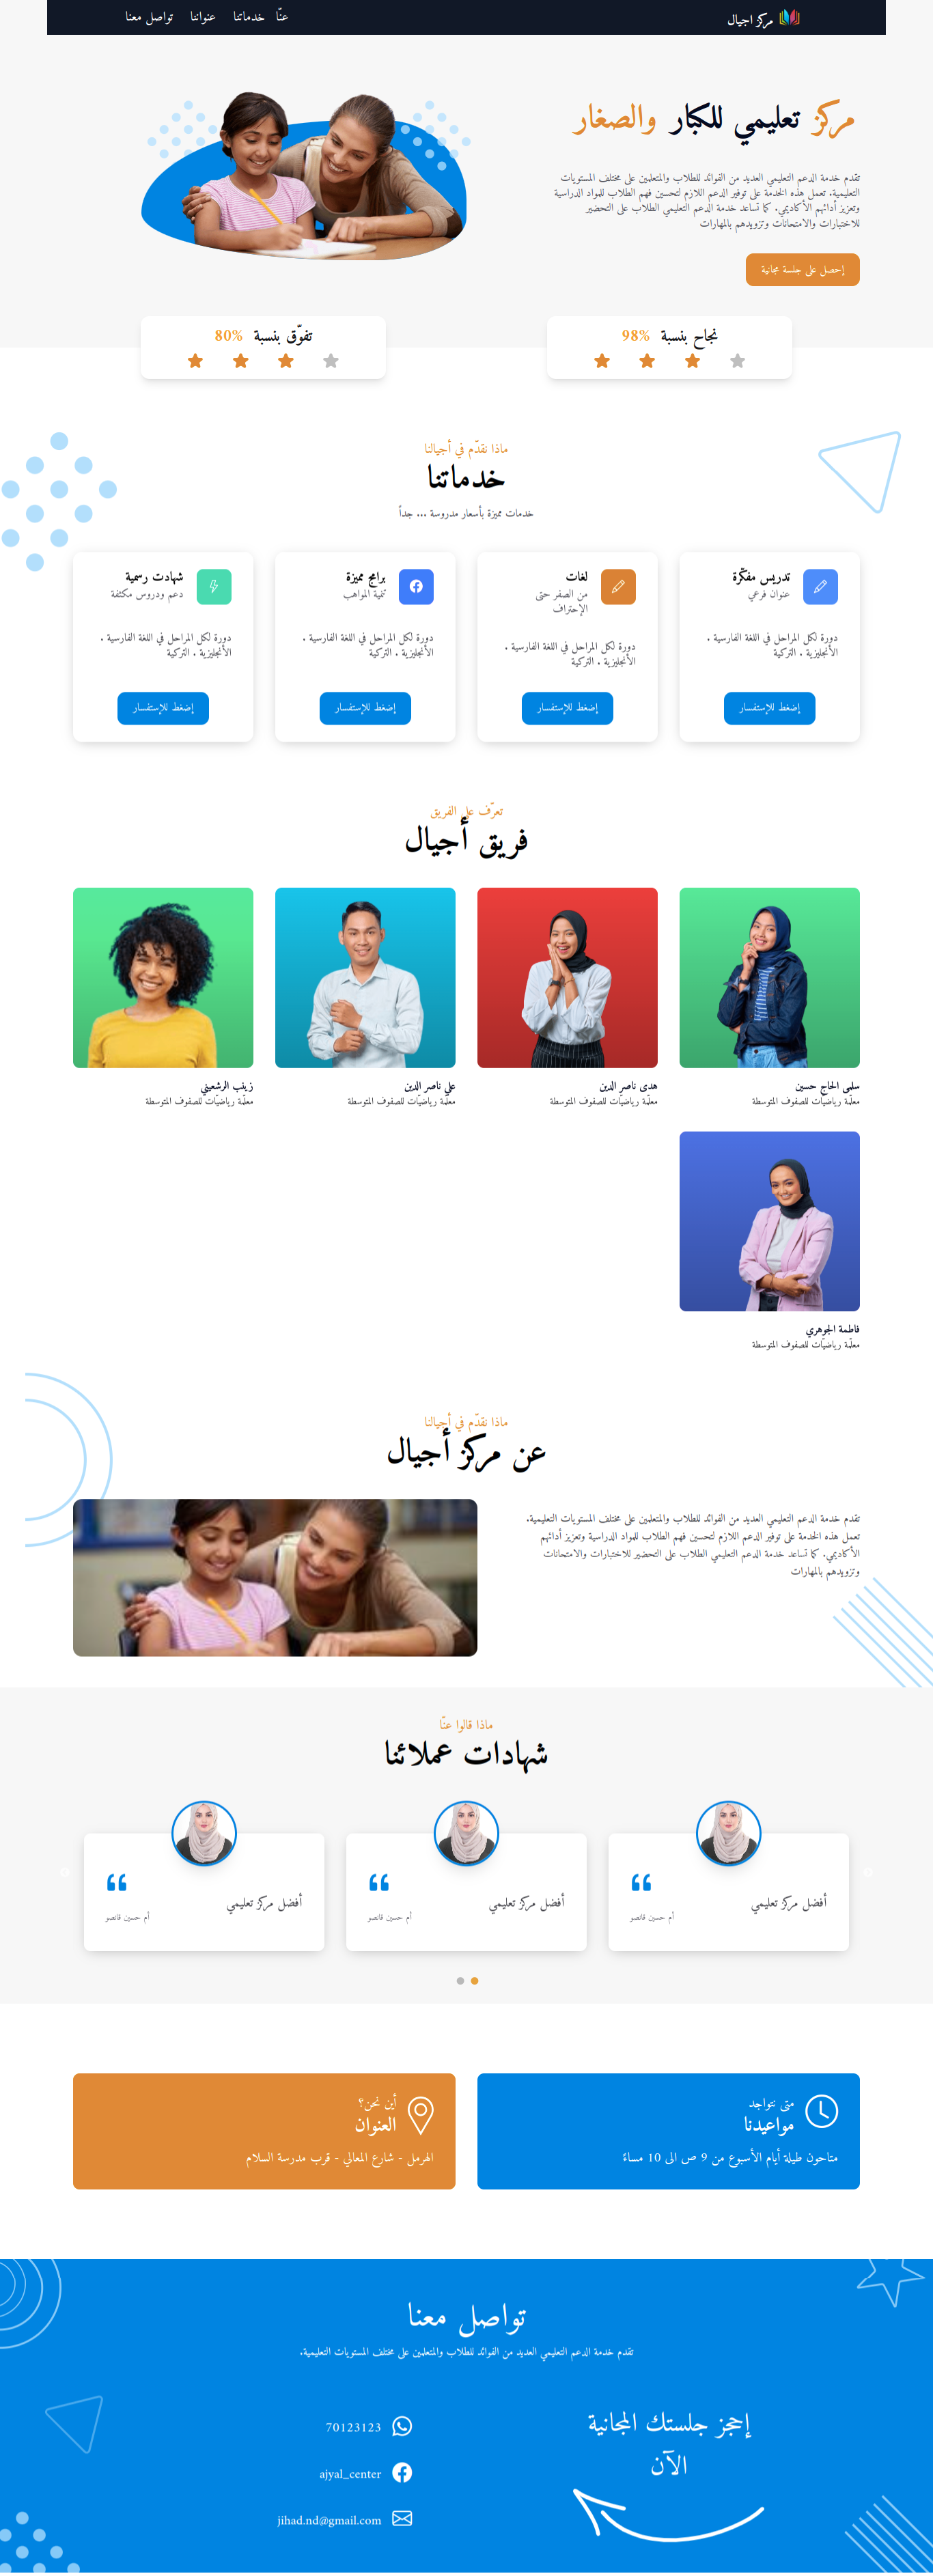 مركز اجيال
عنّا
خدماتنا
عنواننا
تواصل معنا
مركز تعليمي للكبار والصغار
تقدم خدمة الدعم التعليمي العديد من الفوائد للطلاب والمتعلمين على مختلف المستويات
التعليمية. تعمل هذه الخدمة على توفير الدعم اللازم لتحسين فهم الطلاب للمواد الدراسية
وتعزيز أدائهم الأكاديمي. كما تساعد خدمة الدعم التعليمي الطلاب على التحضير
للاختبارات والامتحانات وتزويدهم بالمهارات
إحصل على جلسة مجانية
نجاح بنسبة 98%
تفوّق بنسبة 80%
ماذا نقدّم في أجيالنا
خدماتنا
خدمات مميزة بأسعار مدروسة ... جداً
تدريس مفكّرة
عنوان فرعي
دورة لكل المراحل في اللغة الفارسية .
الأنجليزية . التركية
إضغط للإستفسار
لغات
من الصفر حتى
الإحتراف
دورة لكل المراحل في اللغة الفارسية .
الأنجليزية . التركية
إضغط للإستفسار
برامج مميزة
تنمية المواهب
دورة لكل المراحل في اللغة الفارسية .
الأنجليزية . التركية
إضغط للإستفسار
شهادت رسمية
دعم ودروس مكثفة
دورة لكل المراحل في اللغة الفارسية .
الأنجليزية . التركية
إضغط للإستفسار
تعرّف على الفريق
فريق أجيال
سلمى الحاج حسين
معلّمة رياضيّات للصفوف المتوسطة
هدى ناصر الدين
معلّمة رياضيّات للصفوف المتوسطة
علي ناصر الدين
معلّمة رياضيّات للصفوف المتوسطة
زينب الرشعيني
معلّمة رياضيّات للصفوف المتوسطة
فاطمة الجوهري
معلّمة رياضيّات للصفوف المتوسطة
ماذا نقدّم في أجيالنا
عن مركز أجيال
تقدم خدمة الدعم التعليمي العديد من الفوائد للطلاب والمتعلمين على مختلف المستويات التعليمية.
تعمل هذه الخدمة على توفير الدعم اللازم لتحسين فهم الطلاب للمواد الدراسية وتعزيز أدائهم
الأكاديمي. كما تساعد خدمة الدعم التعليمي الطلاب على التحضير للاختبارات والامتحانات
وتزويدهم بالمهارات
ماذا قالوا عنّا
شهادات عملائنا
أفضل مركز تعليمي
أم حسين قانصو
أفضل مركز تعليمي
أم حسين قانصو
أفضل مركز تعليمي
أم حسين قانصو
متى نتواجد
مواعيدنا
متاحون طيلة أيام الأسبوع من 9 ص الى 10 مساءً
أين نحن؟
العنوان
الهرمل - شارع المعالي - قرب مدرسة السلام
تواصل معنا
تقدم خدمة الدعم التعليمي العديد من الفوائد للطلاب والمتعلمين على مختلف المستويات التعليمية.
إحجز جلستك المجانية
الآن
70123123
ajyal_center
jihad.nd@gmail.com